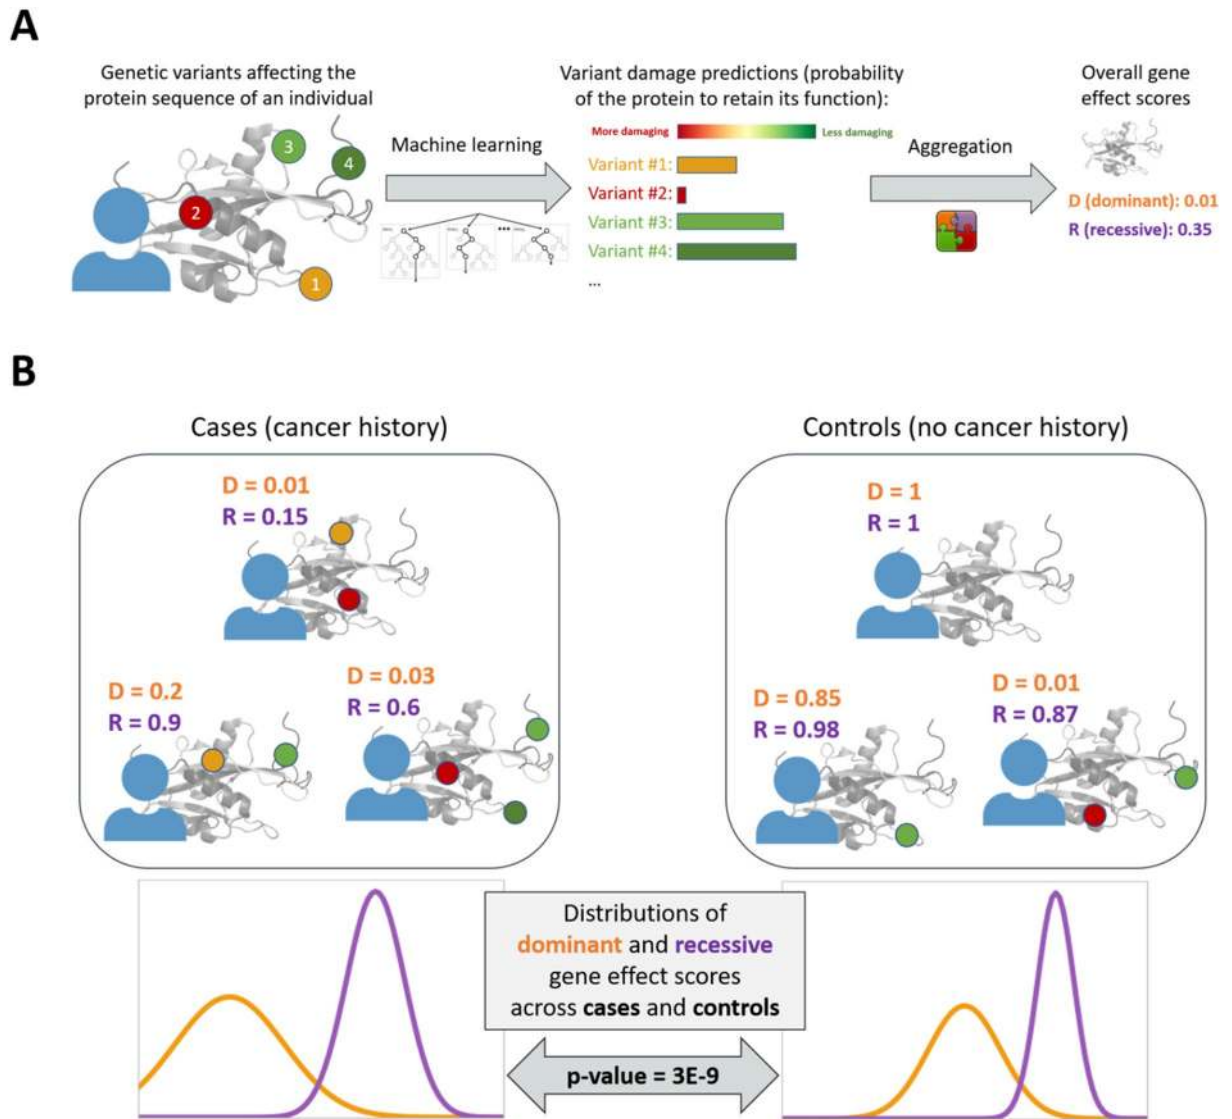 A
Genetic variants affecting the
protein sequence of an individual
3
4
2
1
Machine learning
Variant damage predictions (probability
of the protein to retain its function):
More damaging
Less damaging
Variant #1:
Variant #2:
Variant #3:
Variant #4:
...
Aggregation
Overall gene
effect scores
D (dominant): 0.01
R (recessive): 0.35
B
Cases (cancer history)
D = 0.01
R = 0.15
D = 0.2
R = 0.9
D = 0.03
R = 0.6
Controls (no cancer history)
D = 1
R = 1
D = 0.85
R = 0.98
D = 0.01
R = 0.87
Distributions of
dominant and recessive
gene effect scores
across cases and controls
p-value = 3E-9